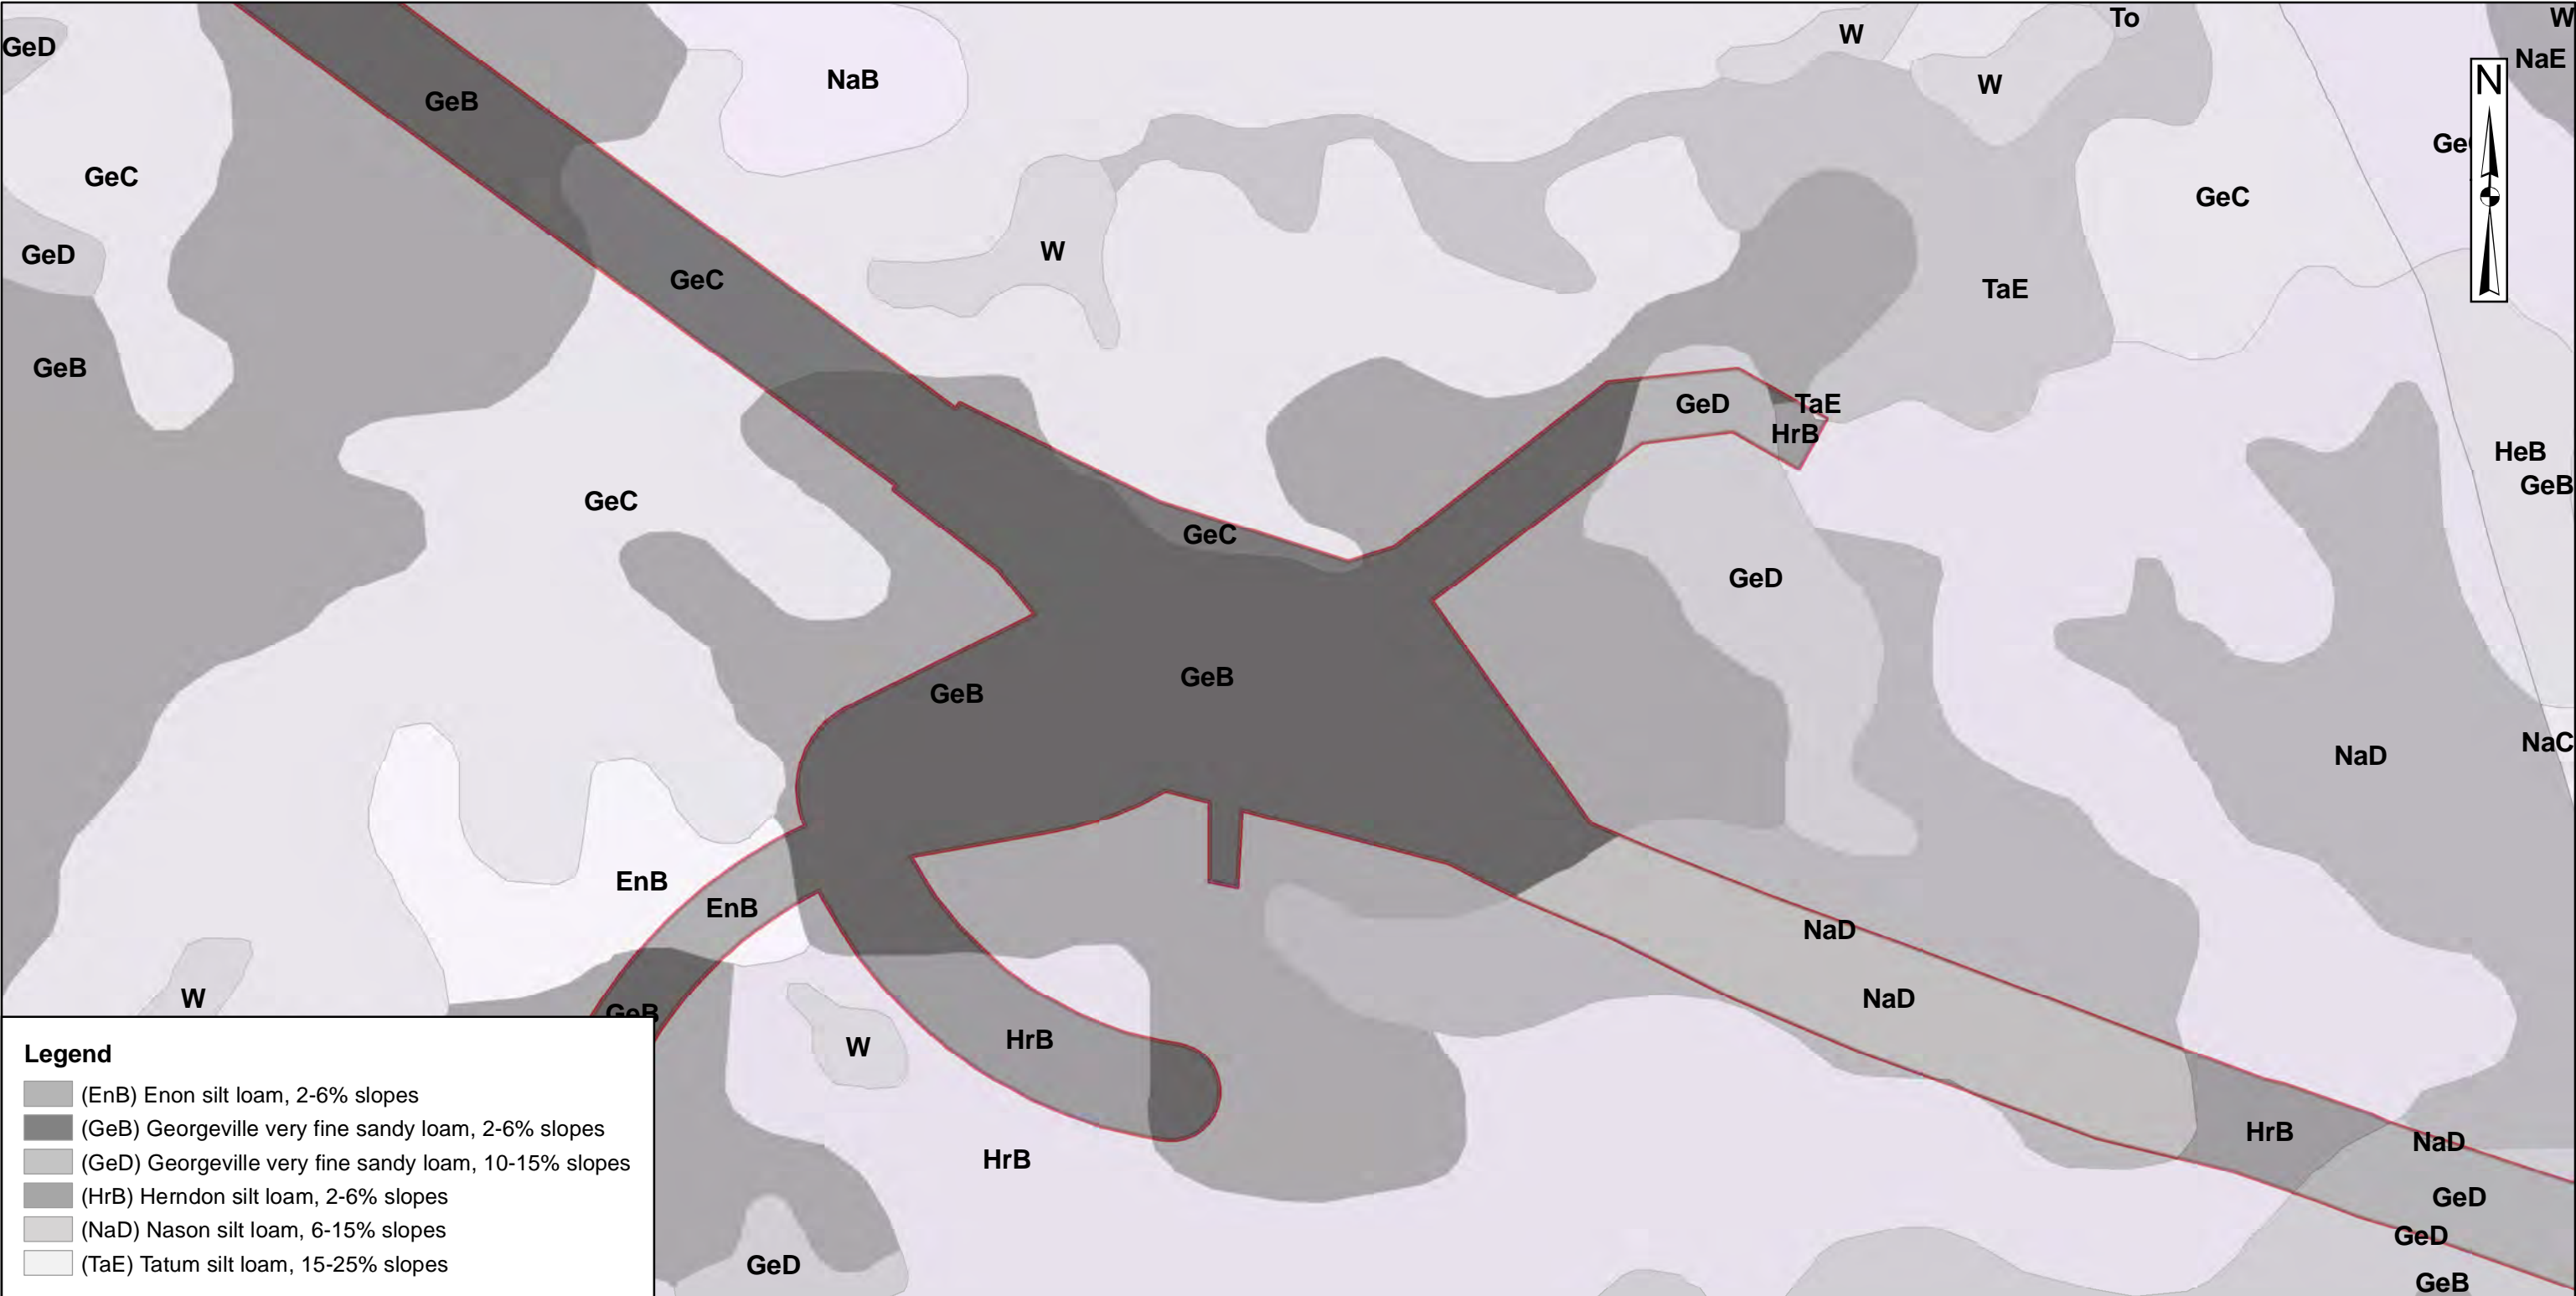 To
W
W
GeD
NaE
NaB
W
N
GeB
Ge
GeC
GeC
W
GeD
GeC
TaE
GeB
GeD
TaE
HrB
HeB
GeB
GeC
GeC
GeD
GeB
GeB
NaC
NaD
EnB
EnB
NaD
W
NaD
GeB
HrB
W
HrB
HrB
NaD
GeD
GeD
GeD
GeB
Legend
(EnB) Enon silt loam, 2-6% slopes
(GeB) Georgeville very fine sandy loam, 2-6% slopes
(GeD) Georgeville very fine sandy loam, 10-15% slopes
(HrB) Herndon silt loam, 2-6% slopes
(NaD) Nason silt loam, 6-15% slopes
(TaE) Tatum silt loam, 15-25% slopes